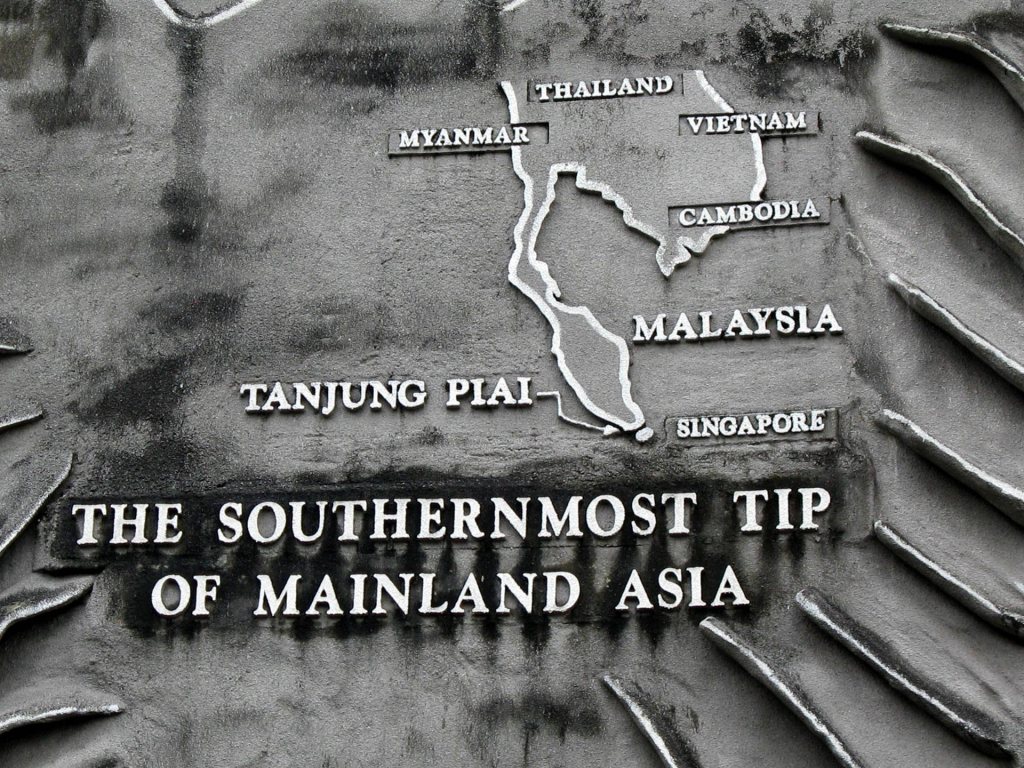 THAILAND
MYANMAR
VIETNAM
CAMBODIA
MALAYSIA
TANJUNG PIAI
SINGAPORE
THE SOUTHERNMOST TIP
OF MAINLAND ASIA